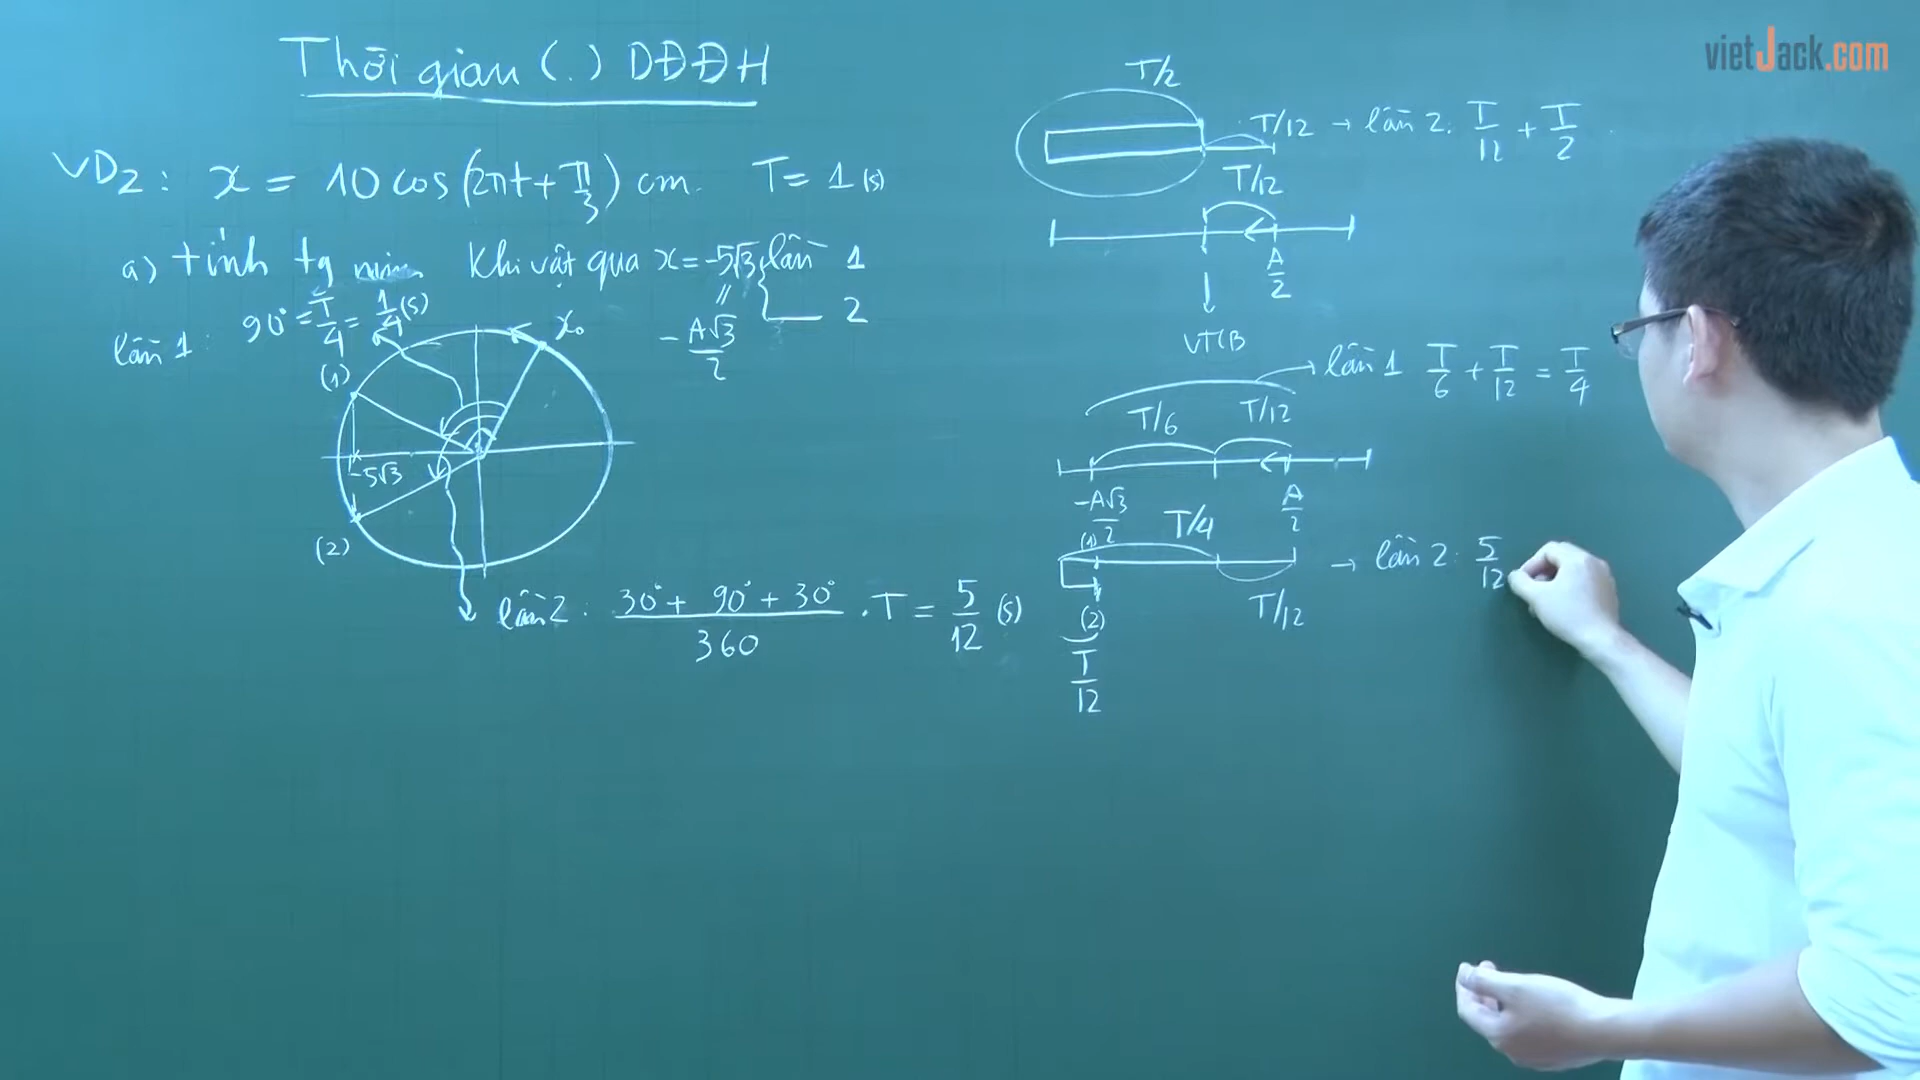 Thời gian (.) DĐĐH
VD2: x = 10cos(2πt + π/3) cm. T = 1(s)
a) tính tg min khi vật qua x = -5√3 lần 1
2
= -A√3/2
lần 1: 90° = T/4 = 1/4 (s)
x₀
(1)
-5√3
(2)
lần 2: (30° + 90° + 30°)/360 . T = 5/12 (s)
vietJack.com
T/2
T/12 → lần 2: T/12 + T/2
T/12
A/2
VTCB
→ lần 1 T/6 + T/12 = T/4
T/6 T/12
-A√3/2 A/2
T/4
(1)
→ lần 2: 5/12
(2) T/12
T/12